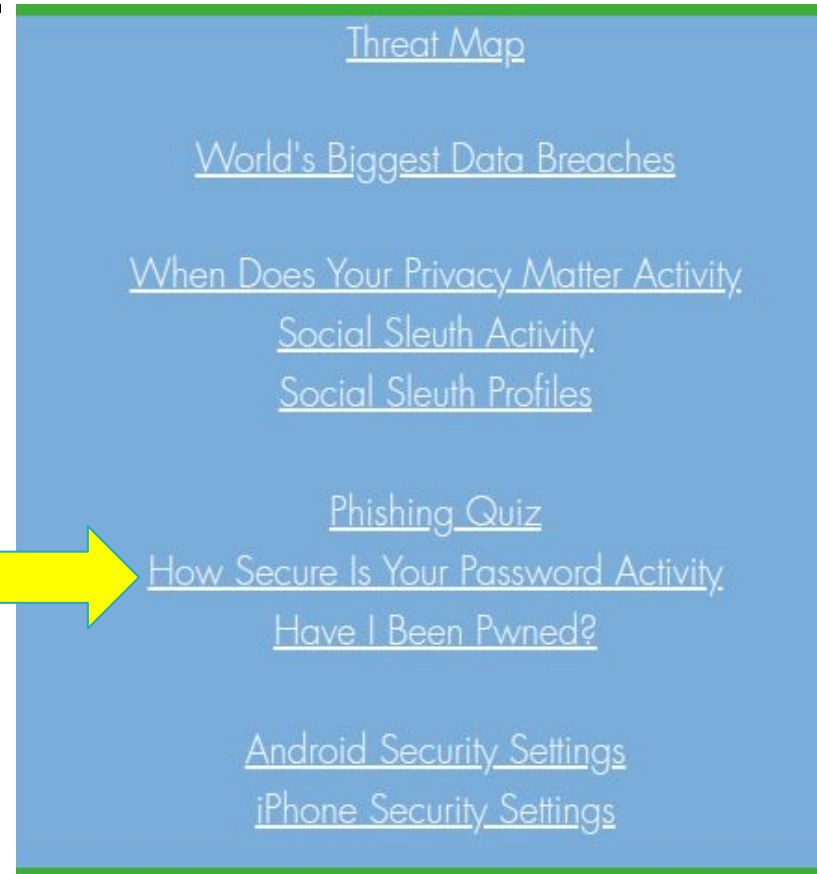 Threat Map
World's Biggest Data Breaches
When Does Your Privacy Matter Activity
Social Sleuth Activity
Social Sleuth Profiles
Phishing Quiz
How Secure Is Your Password Activity
Have I Been Pwned?
Android Security Settings
iPhone Security Settings